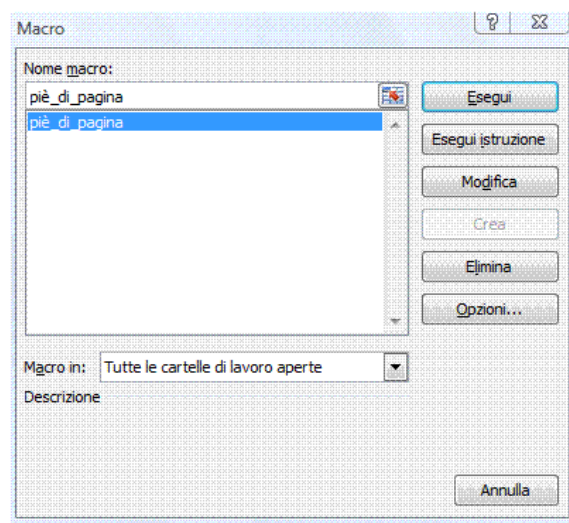 Macro
Nome macro:
piè_di_pagina
piè_di_pagina
Esegui
Esegui istruzione
Modifica
Crea
Elimina
Opzioni...
Macro in: Tutte le cartelle di lavoro aperte
Descrizione
Annulla